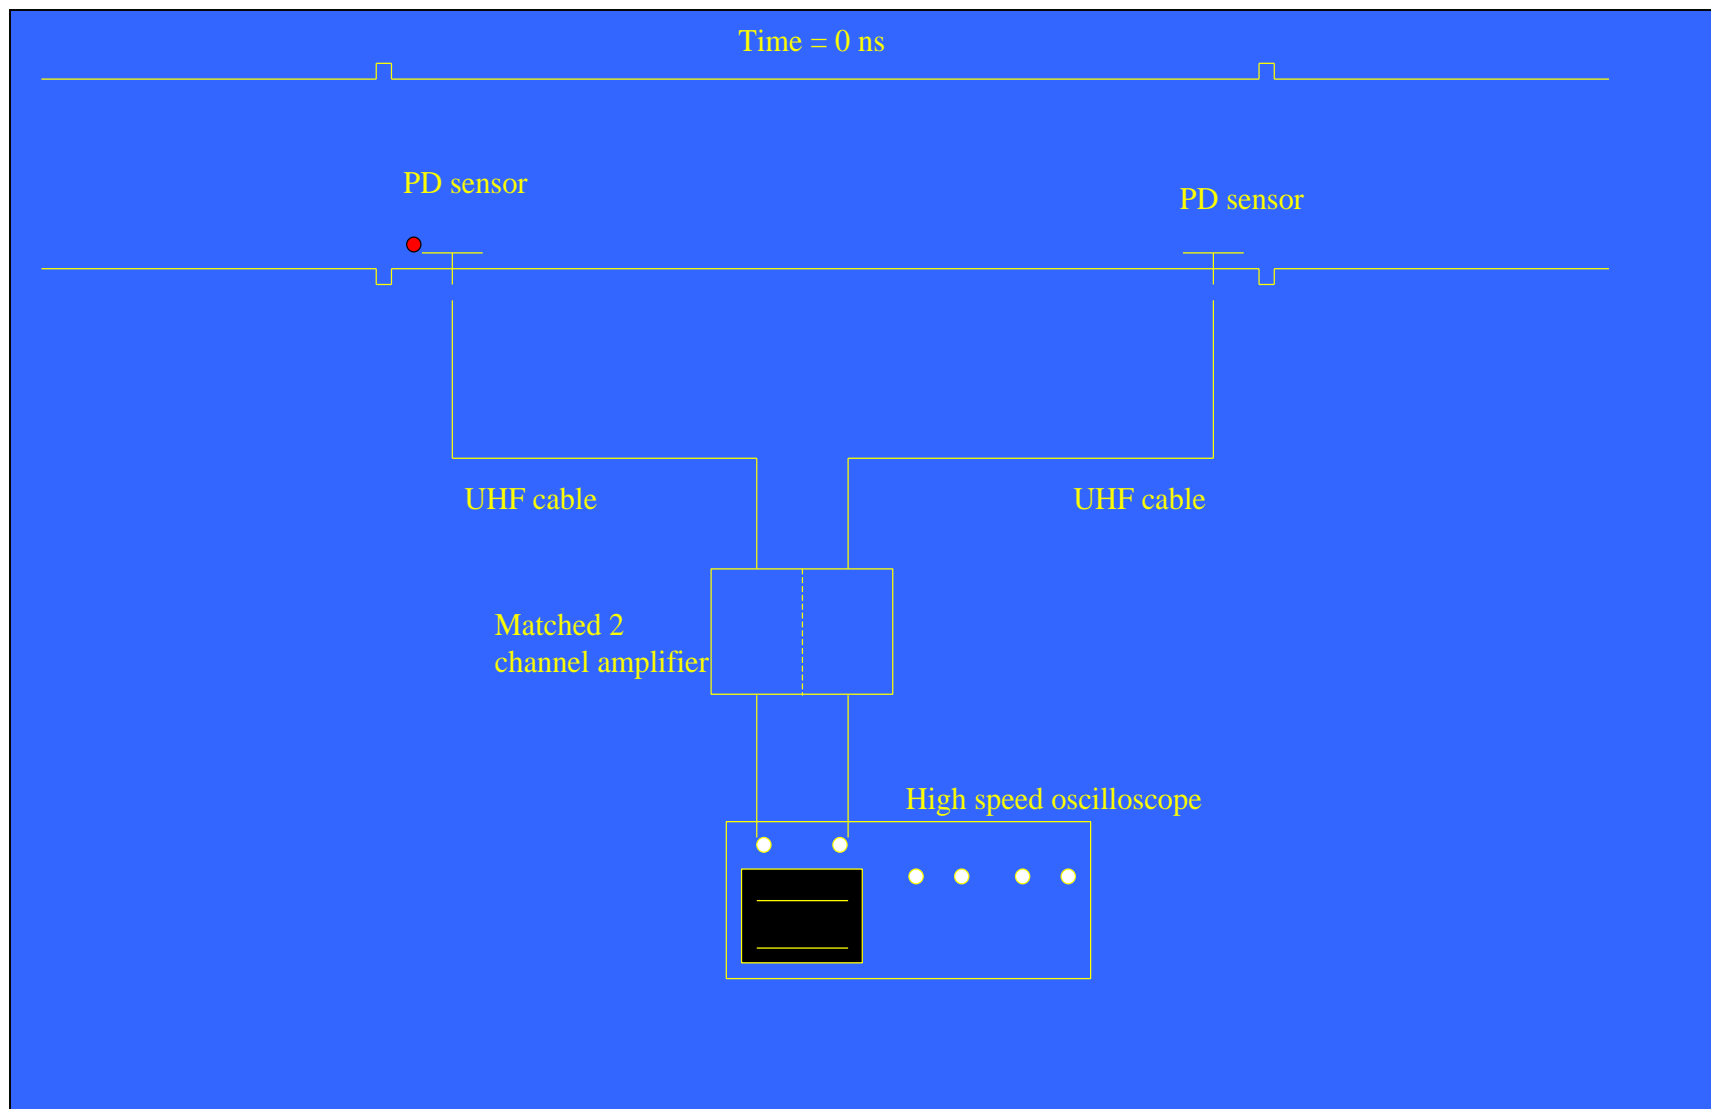 Time = 0 ns
PD sensor
PD sensor
UHF cable
UHF cable
Matched 2
channel amplifier
High speed oscilloscope